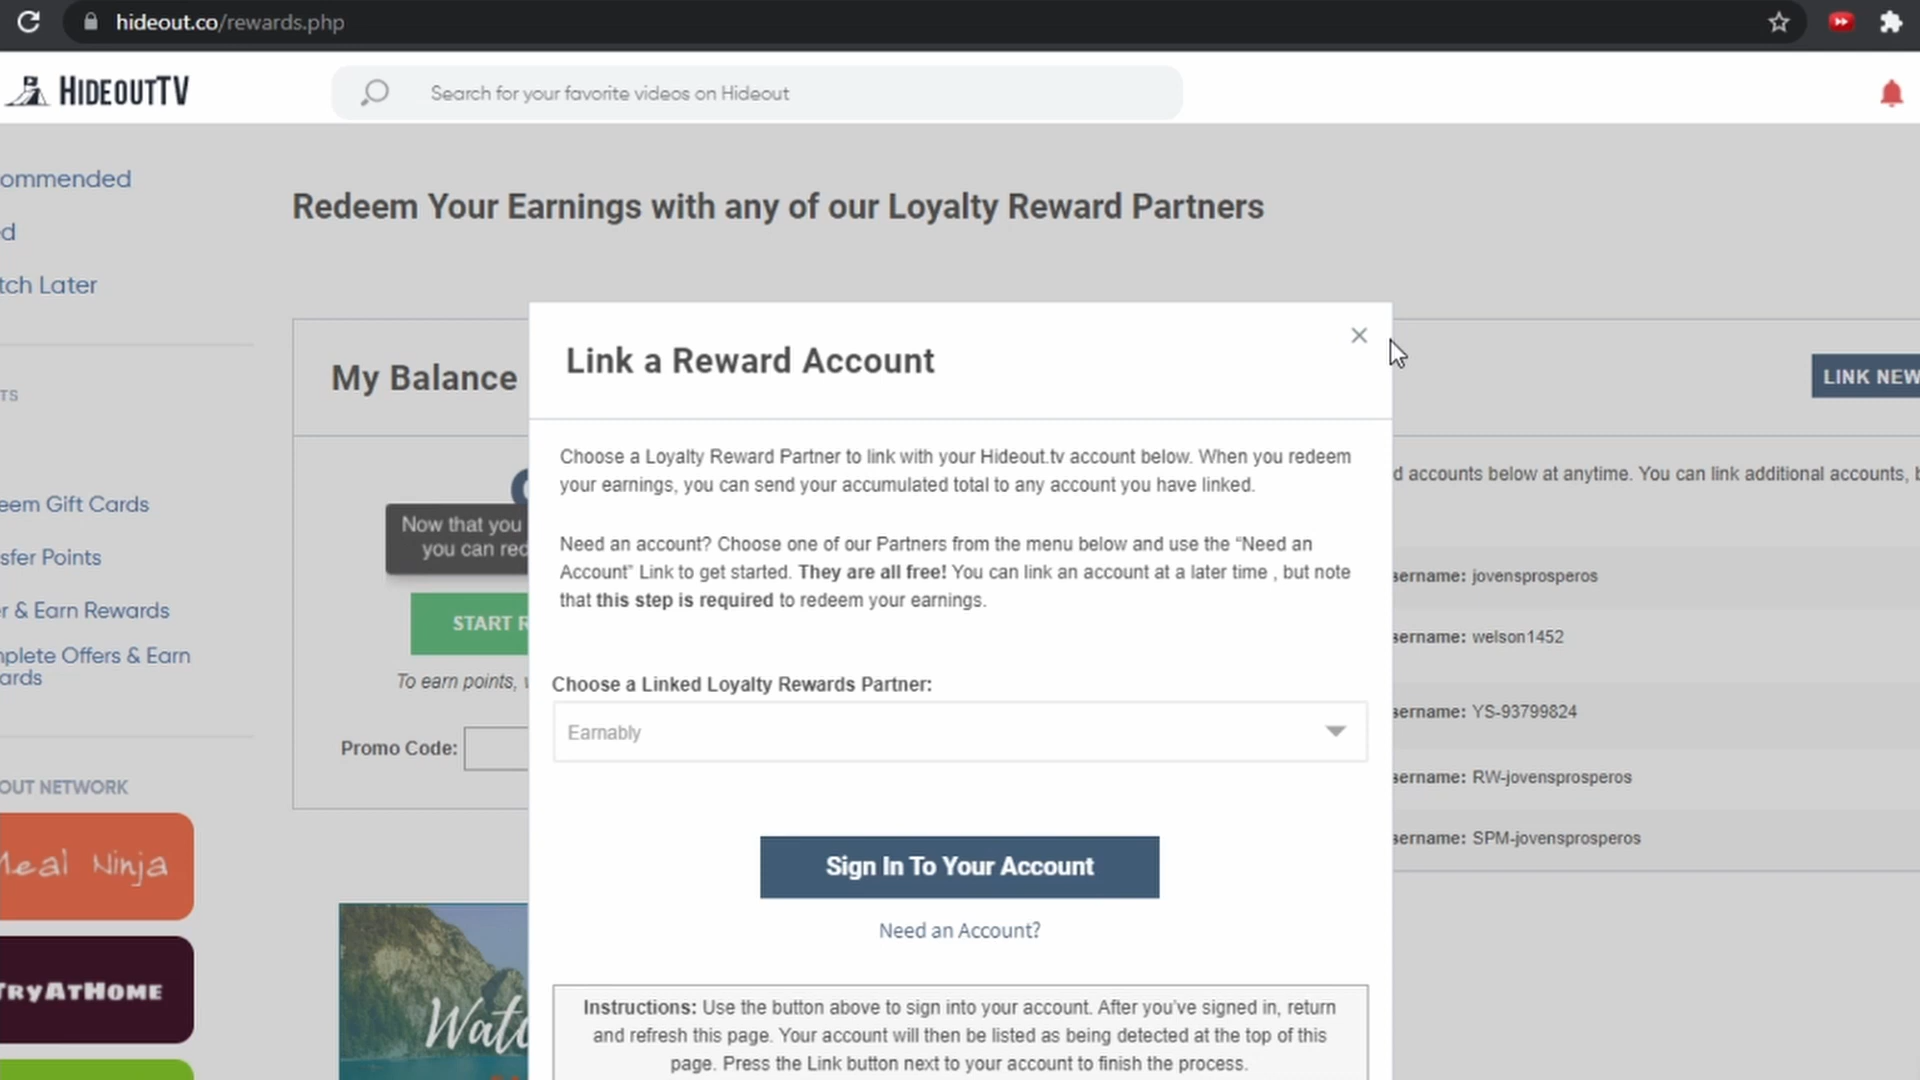 hideout.co/rewards.php
HIDEOUTTV
Search for your favorite videos on Hideout
ommended
d
tch Later
TS
eem Gift Cards
sfer Points
r & Earn Rewards
nplete Offers & Earn
ards
OUT NETWORK
Meal Ninja
TRYATHOME
Redeem Your Earnings with any of our Loyalty Reward Partners
My Balance
Now that you
you can red
START R
To earn points,
Promo Code:
Watc
Link a Reward Account
Choose a Loyalty Reward Partner to link with your Hideout.tv account below. When you redeem
your earnings, you can send your accumulated total to any account you have linked.
Need an account? Choose one of our Partners from the menu below and use the “Need an
Account” Link to get started. They are all free! You can link an account at a later time , but note
that this step is required to redeem your earnings.
Choose a Linked Loyalty Rewards Partner:
Earnably
Sign In To Your Account
Need an Account?
Instructions: Use the button above to sign into your account. After you’ve signed in, return
and refresh this page. Your account will then be listed as being detected at the top of this
page. Press the Link button next to your account to finish the process.
LINK NEW
d accounts below at anytime. You can link additional accounts, b
sername: jovensprosperos
sername: welson1452
sername: YS-93799824
sername: RW-jovensprosperos
sername: SPM-jovensprosperos